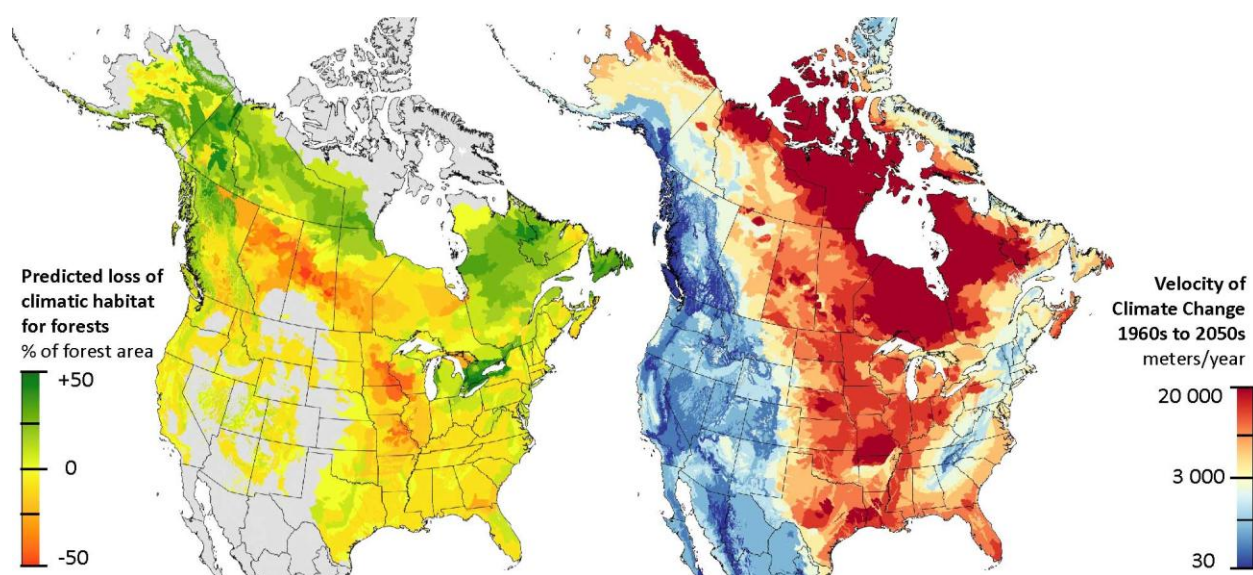 Predicted loss of
climatic habitat
for forests
% of forest area
+50
0
-50
Velocity of
Climate Change
1960s to 2050s
meters/year
20 000
3 000
30